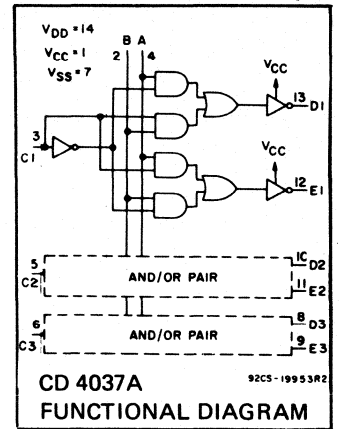 VDD = 14
VCC = 1
VSS = 7
B A
2 4
VCC
13 D1
3
C1
VCC
12 E1
5
C2
AND/OR PAIR
10 D2
11 E2
6
C3
AND/OR PAIR
8 D3
9 E3
CD 4037A
92CS-19953R2
FUNCTIONAL DIAGRAM